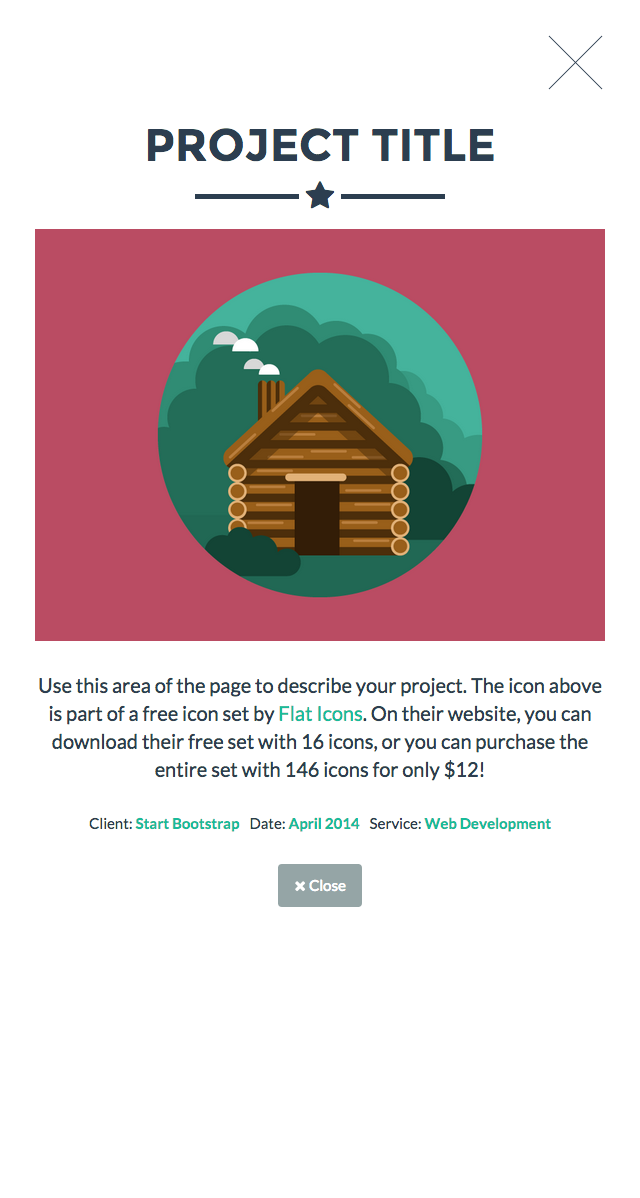 PROJECT TITLE
Use this area of the page to describe your project. The icon above
is part of a free icon set by Flat Icons. On their website, you can
download their free set with 16 icons, or you can purchase the
entire set with 146 icons for only $12!
Client: Start Bootstrap Date: April 2014 Service: Web Development
Close